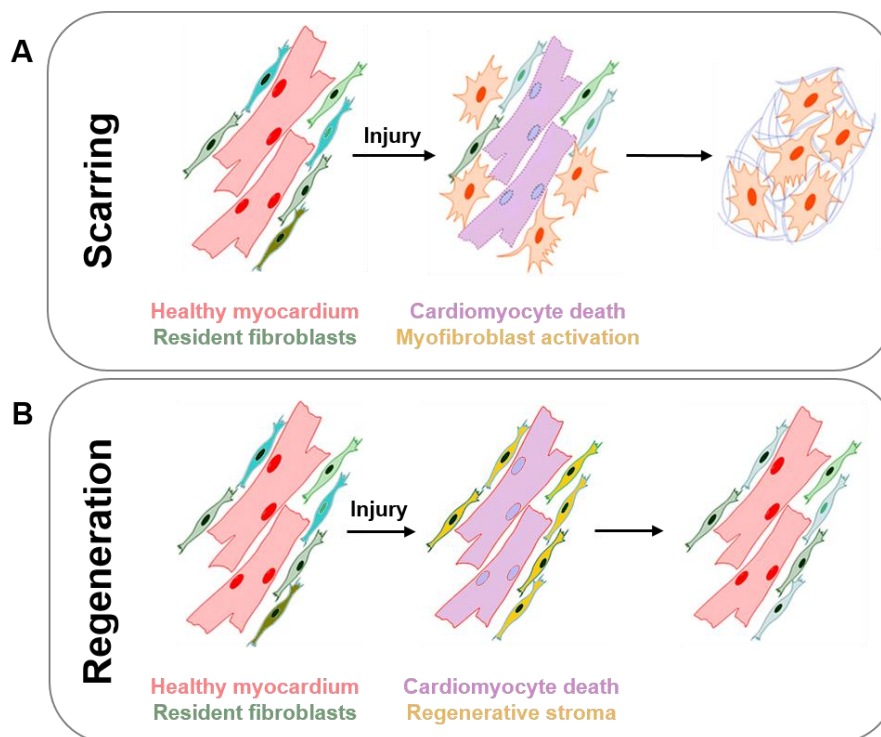 A
Scarring
Injury
Healthy myocardium
Resident fibroblasts
Cardiomyocyte death
Myofibroblast activation
B
Regeneration
Injury
Healthy myocardium
Resident fibroblasts
Cardiomyocyte death
Regenerative stroma